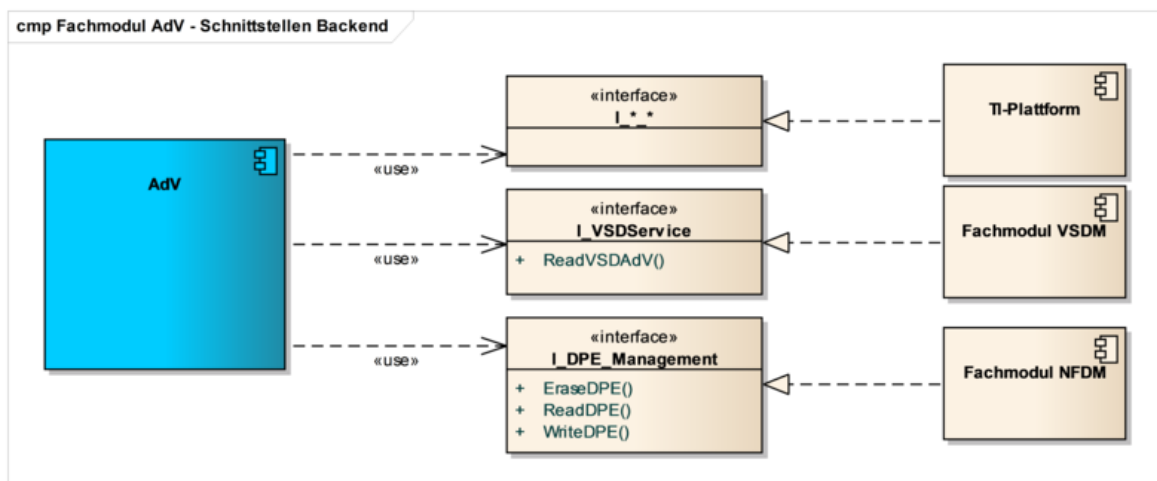 cmp Fachmodul AdV - Schnittstellen Backend
AdV
«use»
«use»
«use»
«interface»
I_*_*
«interface»
I_VSDService
+ ReadVSDAdV()
«interface»
I_DPE_Management
+ EraseDPE()
+ ReadDPE()
+ WriteDPE()
TI-Plattform
Fachmodul VSDM
Fachmodul NFDM